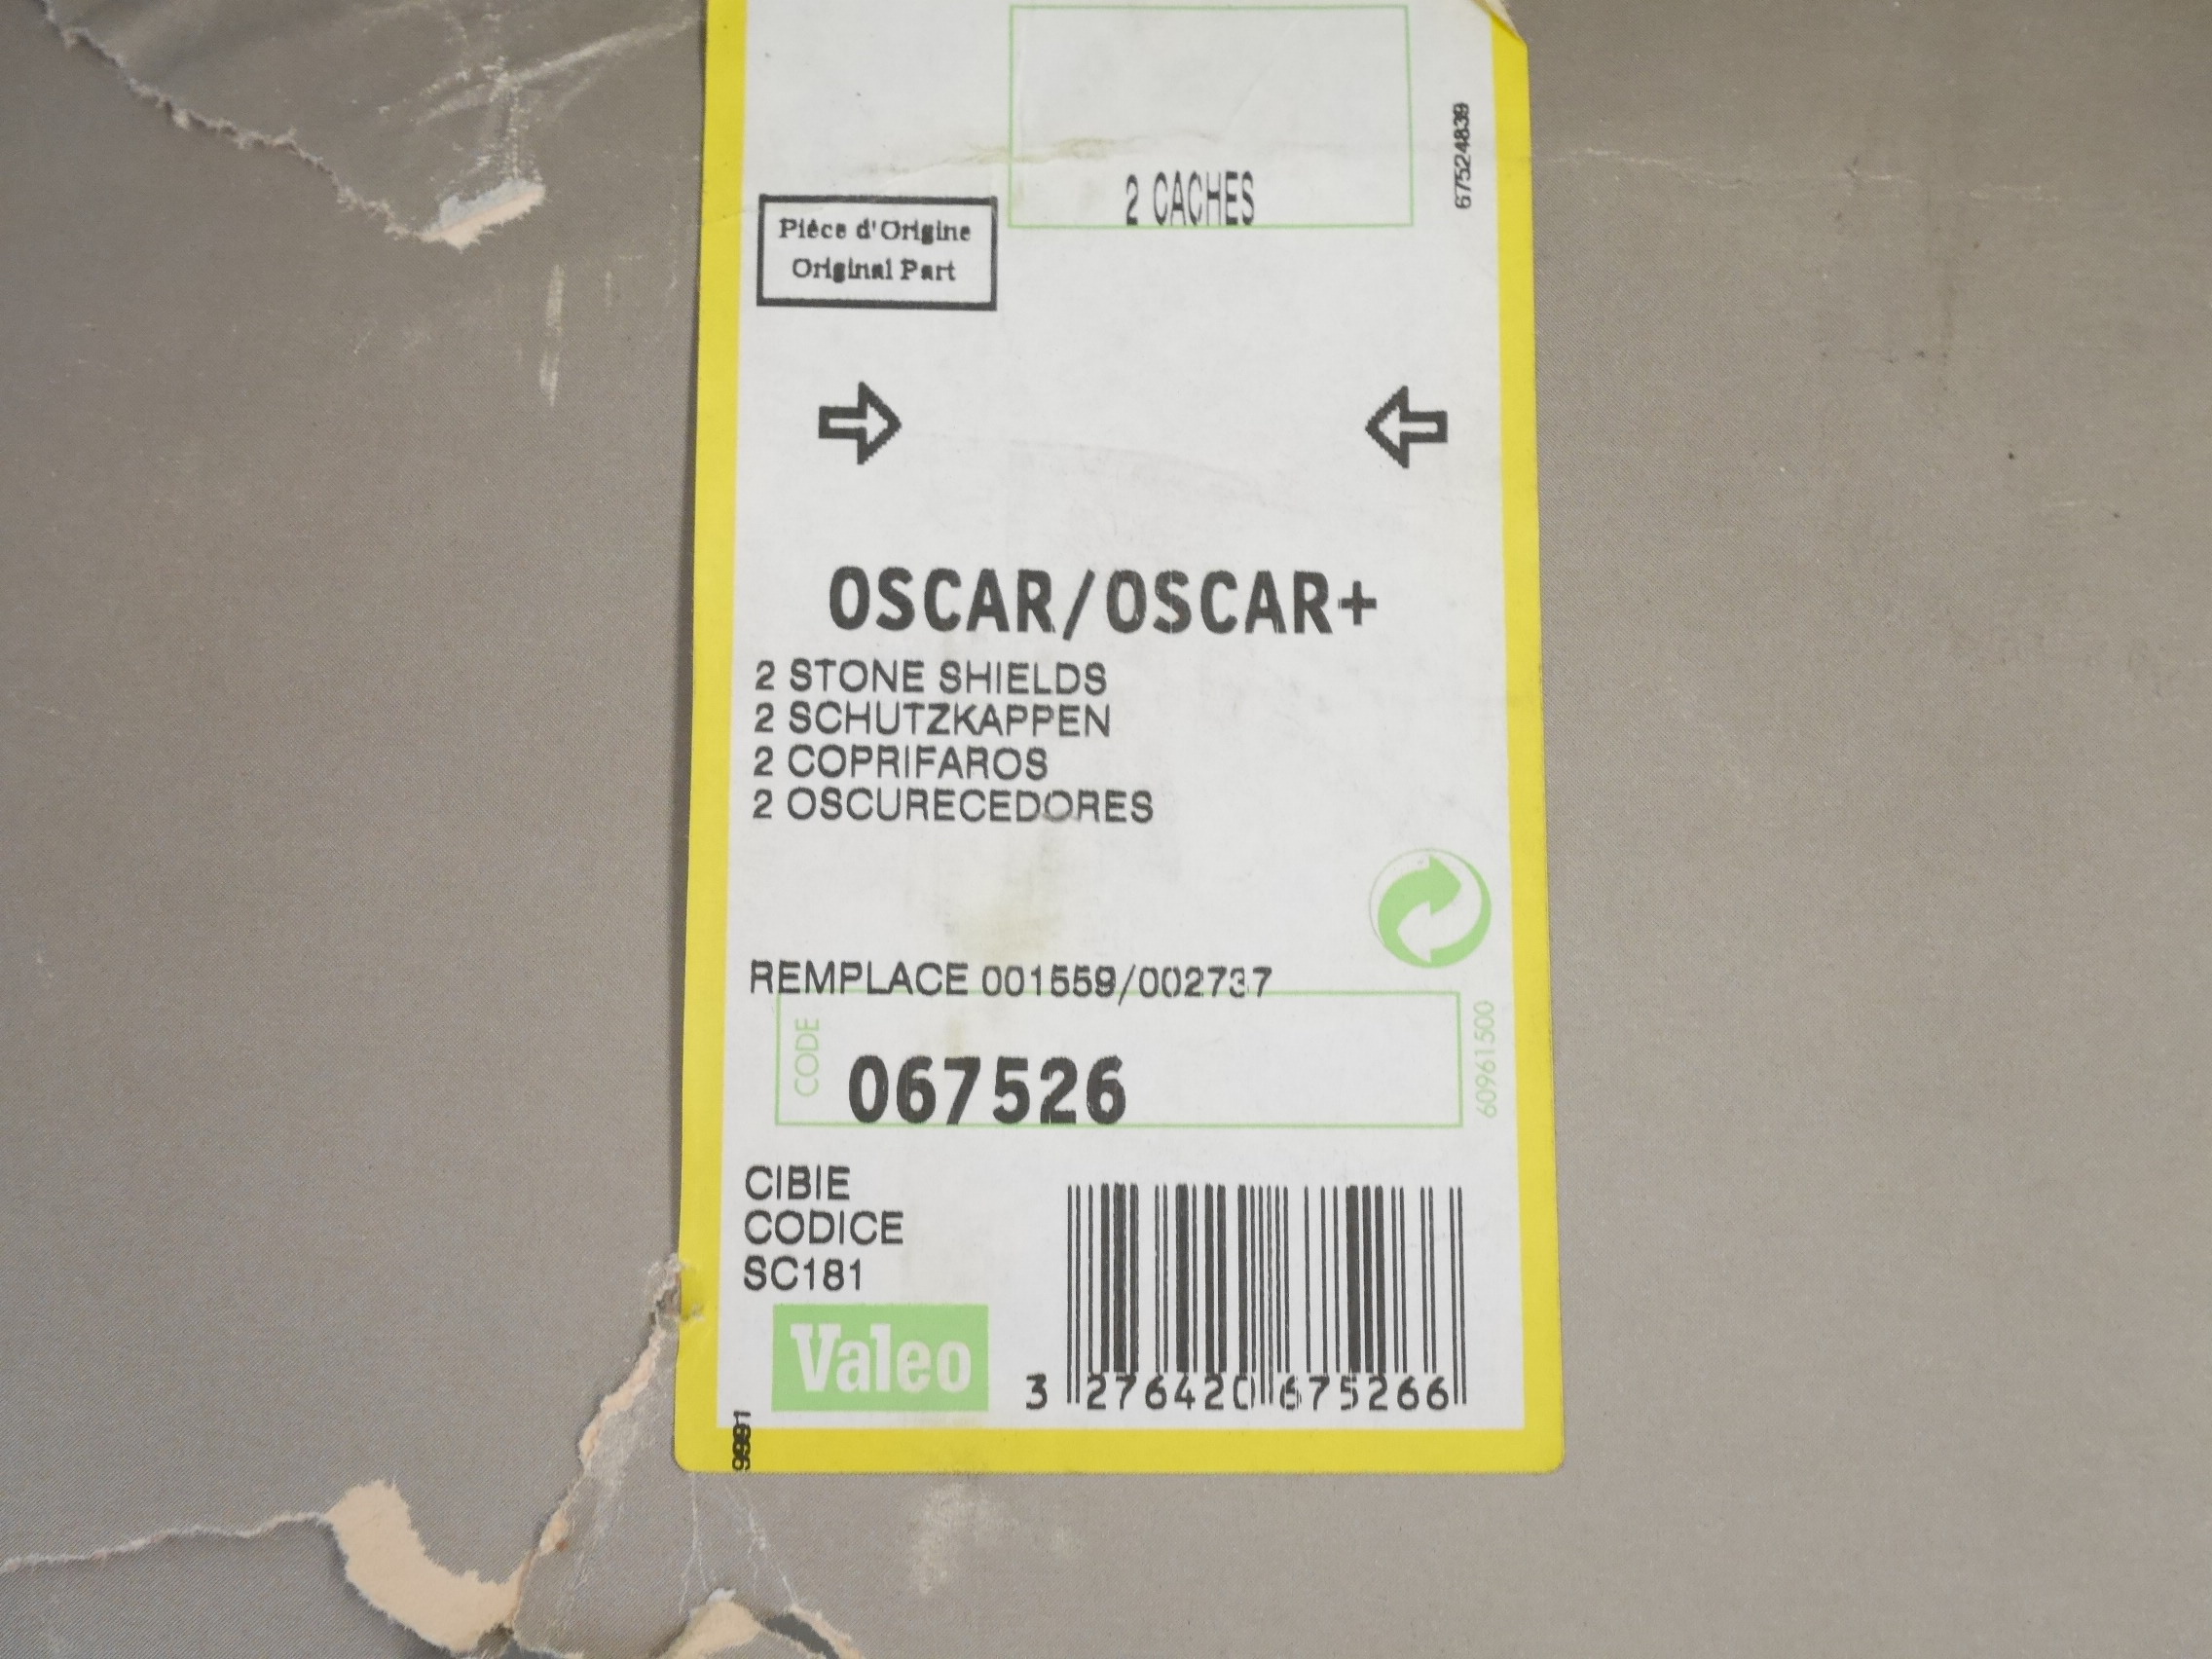 2 CACHES
67524839
Pièce d'Origine
Original Part
OSCAR/OSCAR+
2 STONE SHIELDS
2 SCHUTZKAPPEN
2 COPRIFAROS
2 OSCURECEDORES
REMPLACE 001559/002737
CODE
067526
60961500
CIBIE
CODICE
SC181
Valeo
3 276420 675266